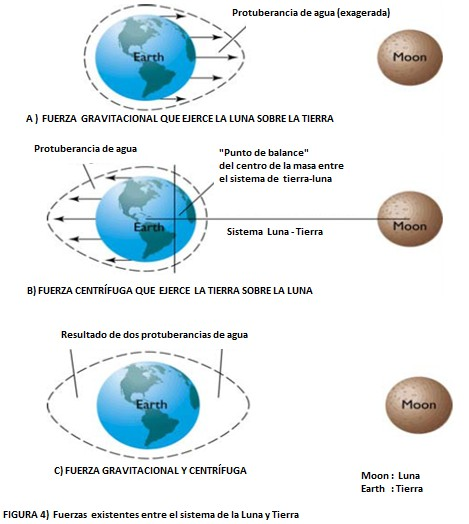 Protuberancia de agua (exagerada)
Earth
Moon
A ) FUERZA GRAVITACIONAL QUE EJERCE LA LUNA SOBRE LA TIERRA
Protuberancia de agua
"Punto de balance"
del centro de la masa entre
el sistema de tierra-luna
Earth
Moon
Sistema Luna - Tierra
B) FUERZA CENTRÍFUGA QUE EJERCE LA TIERRA SOBRE LA LUNA
Resultado de dos protuberancias de agua
Earth
Moon
C) FUERZA GRAVITACIONAL Y CENTRÍFUGA
Moon : Luna
Earth : Tierra
FIGURA 4) Fuerzas existentes entre el sistema de la Luna y Tierra